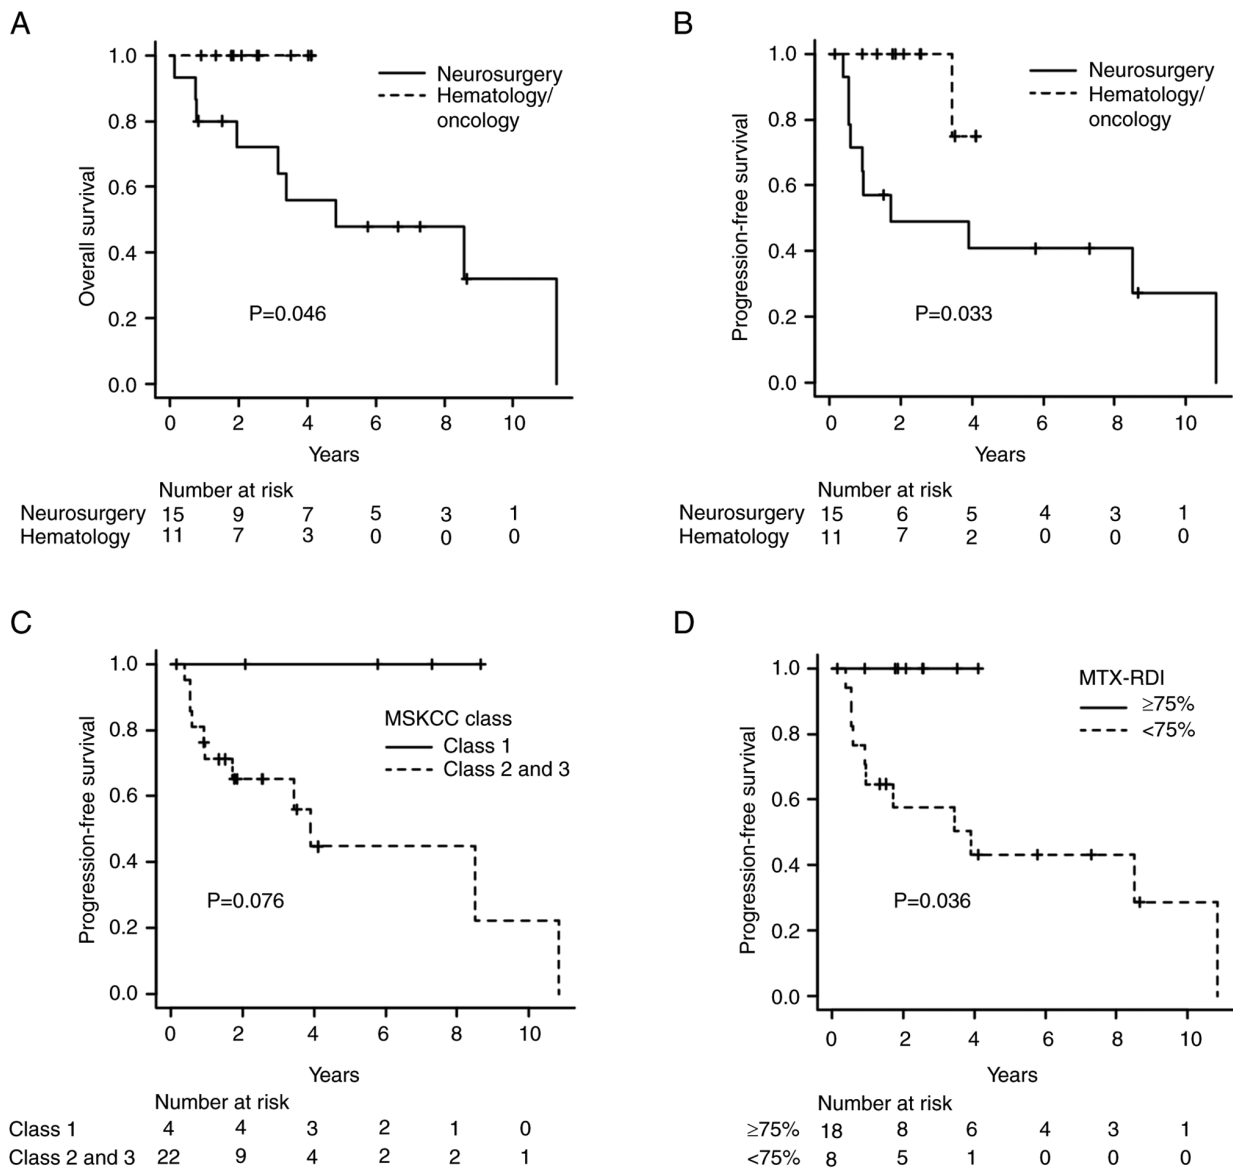 A
Overall survival
1.0
0.8
0.6
0.4
0.2
0.0
Neurosurgery
Hematology/
oncology
P=0.046
0 2 4 6 8 10
Years
Number at risk
Neurosurgery 15 9 7 5 3 1
Hematology 11 7 3 0 0 0
B
Progression-free survival
1.0
0.8
0.6
0.4
0.2
0.0
Neurosurgery
Hematology/
oncology
P=0.033
0 2 4 6 8 10
Years
Number at risk
Neurosurgery 15 6 5 4 3 1
Hematology 11 7 2 0 0 0
C
Progression-free survival
1.0
0.8
0.6
0.4
0.2
0.0
MSKCC class
Class 1
Class 2 and 3
P=0.076
0 2 4 6 8 10
Years
Number at risk
Class 1 4 4 3 2 1 0
Class 2 and 3 22 9 4 2 2 1
D
Progression-free survival
1.0
0.8
0.6
0.4
0.2
0.0
MTX-RDI
≥75%
<75%
P=0.036
0 2 4 6 8 10
Years
Number at risk
≥75% 18 8 6 4 3 1
<75% 8 5 1 0 0 0